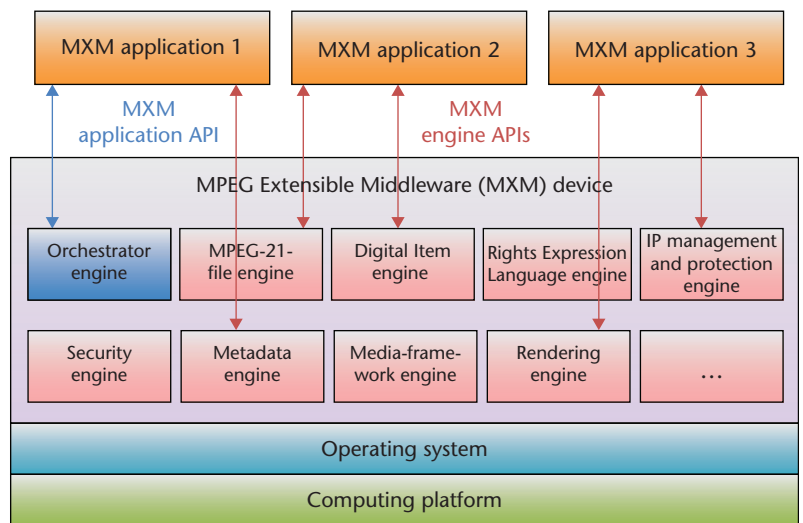 MXM application 1
MXM application 2
MXM application 3
MXM
application API
MXM
engine APIs
MPEG Extensible Middleware (MXM) device
Orchestrator
engine
MPEG-21-
file engine
Digital Item
engine
Rights Expression
Language engine
IP management
and protection
engine
Security
engine
Metadata
engine
Media-frame-
work engine
Rendering
engine
...
Operating system
Computing platform